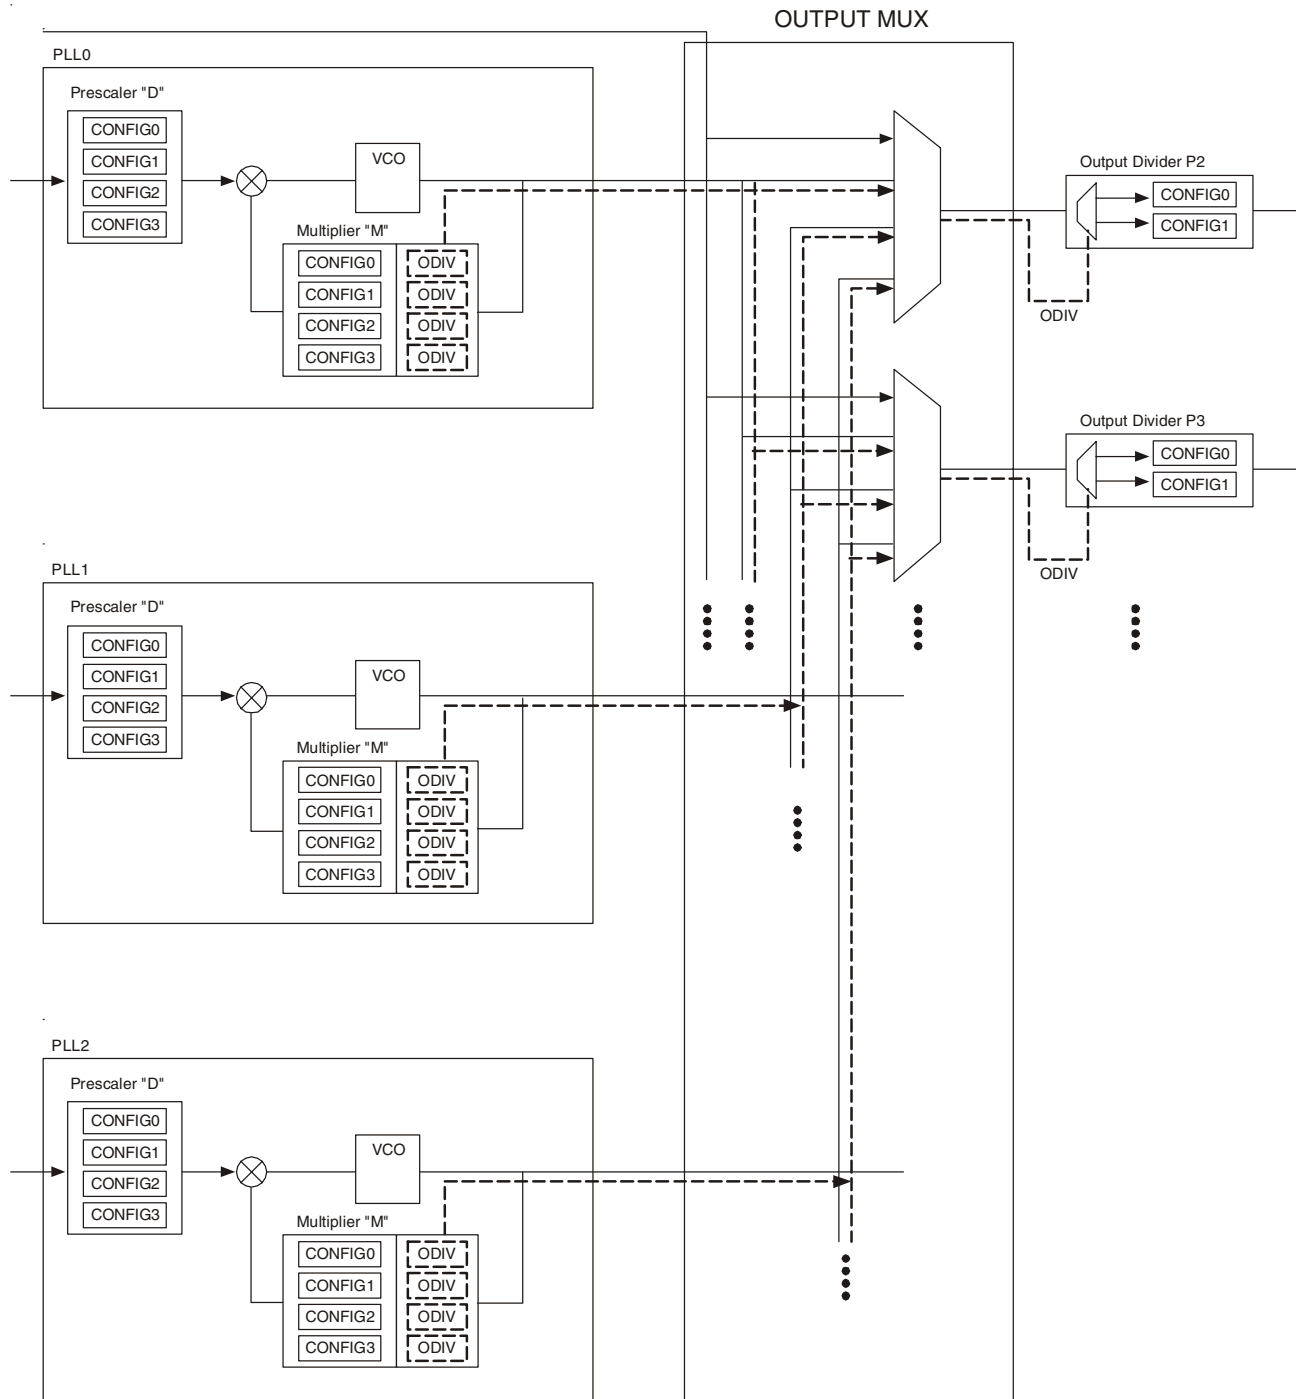 OUTPUT MUX
PLL0
Prescaler "D"
CONFIG0
CONFIG1
CONFIG2
CONFIG3
VCO
Multiplier "M"
CONFIG0 ODIV
CONFIG1 ODIV
CONFIG2 ODIV
CONFIG3 ODIV
Output Divider P2
CONFIG0
CONFIG1
ODIV
Output Divider P3
CONFIG0
CONFIG1
ODIV
PLL1
Prescaler "D"
CONFIG0
CONFIG1
CONFIG2
CONFIG3
VCO
Multiplier "M"
CONFIG0 ODIV
CONFIG1 ODIV
CONFIG2 ODIV
CONFIG3 ODIV
PLL2
Prescaler "D"
CONFIG0
CONFIG1
CONFIG2
CONFIG3
VCO
Multiplier "M"
CONFIG0 ODIV
CONFIG1 ODIV
CONFIG2 ODIV
CONFIG3 ODIV